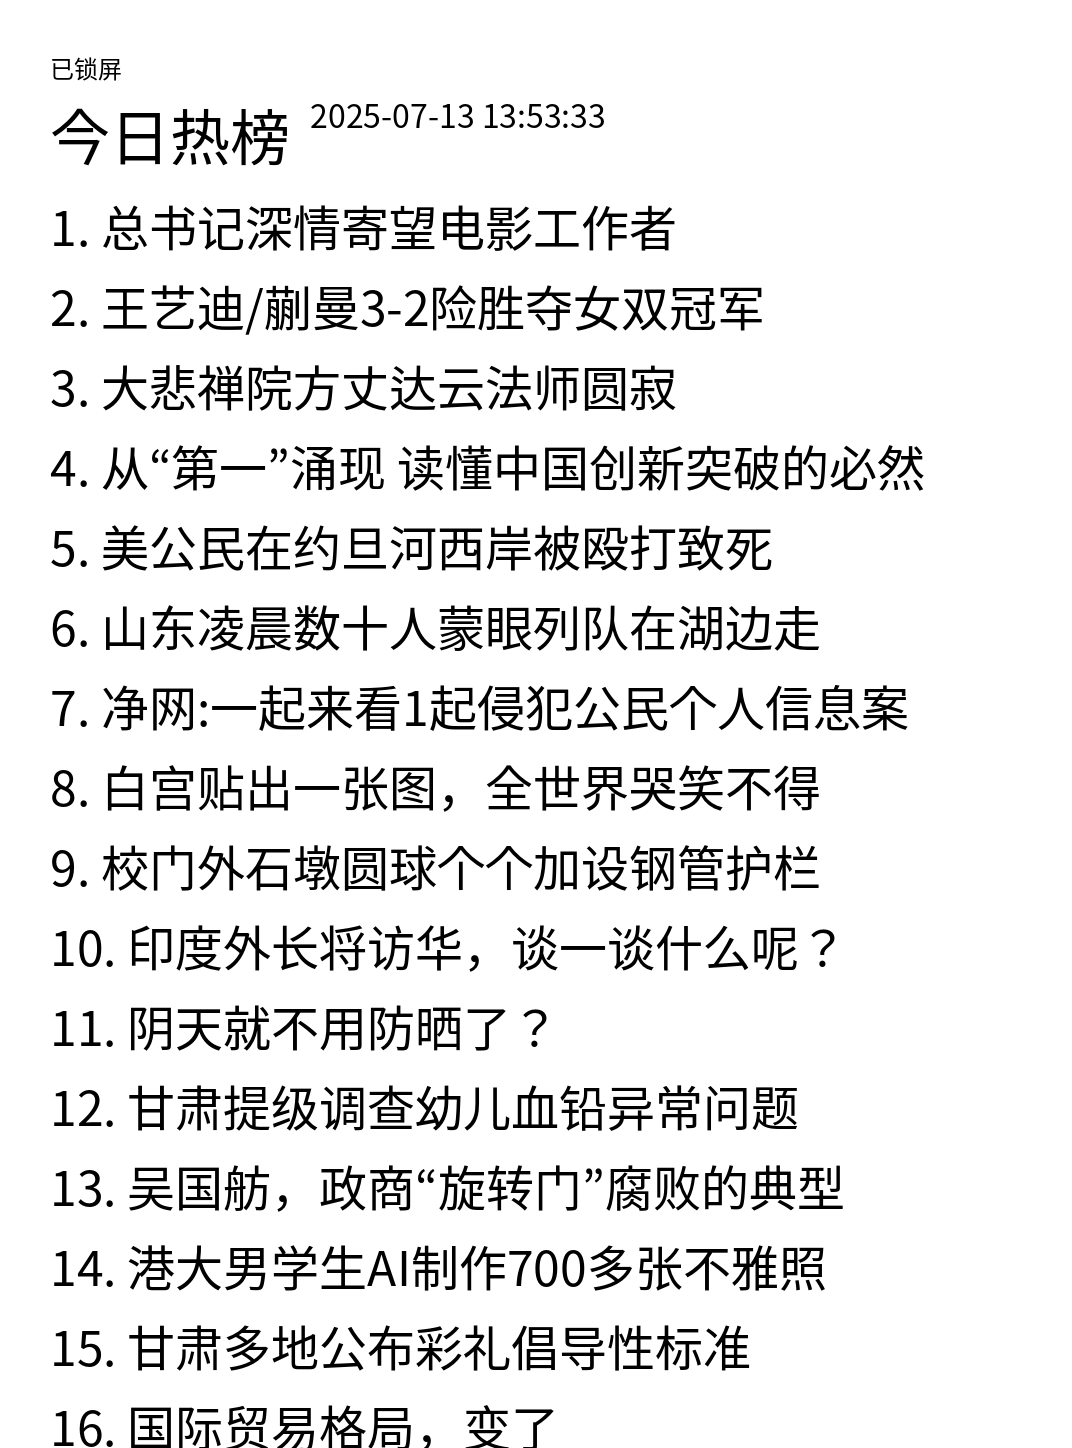 已锁屏
今日热榜 2025-07-13 13:53:33
1. 总书记深情寄望电影工作者
2. 王艺迪/蒯曼3-2险胜夺女双冠军
3. 大悲禅院方丈达云法师圆寂
4. 从“第一”涌现 读懂中国创新突破的必然
5. 美公民在约旦河西岸被殴打致死
6. 山东凌晨数十人蒙眼列队在湖边走
7. 净网:一起来看1起侵犯公民个人信息案
8. 白宫贴出一张图，全世界哭笑不得
9. 校门外石墩圆球个个加设钢管护栏
10. 印度外长将访华，谈一谈什么呢？
11. 阴天就不用防晒了？
12. 甘肃提级调查幼儿血铅异常问题
13. 吴国舫，政商“旋转门”腐败的典型
14. 港大男学生AI制作700多张不雅照
15. 甘肃多地公布彩礼倡导性标准
16. 国际贸易格局，变了